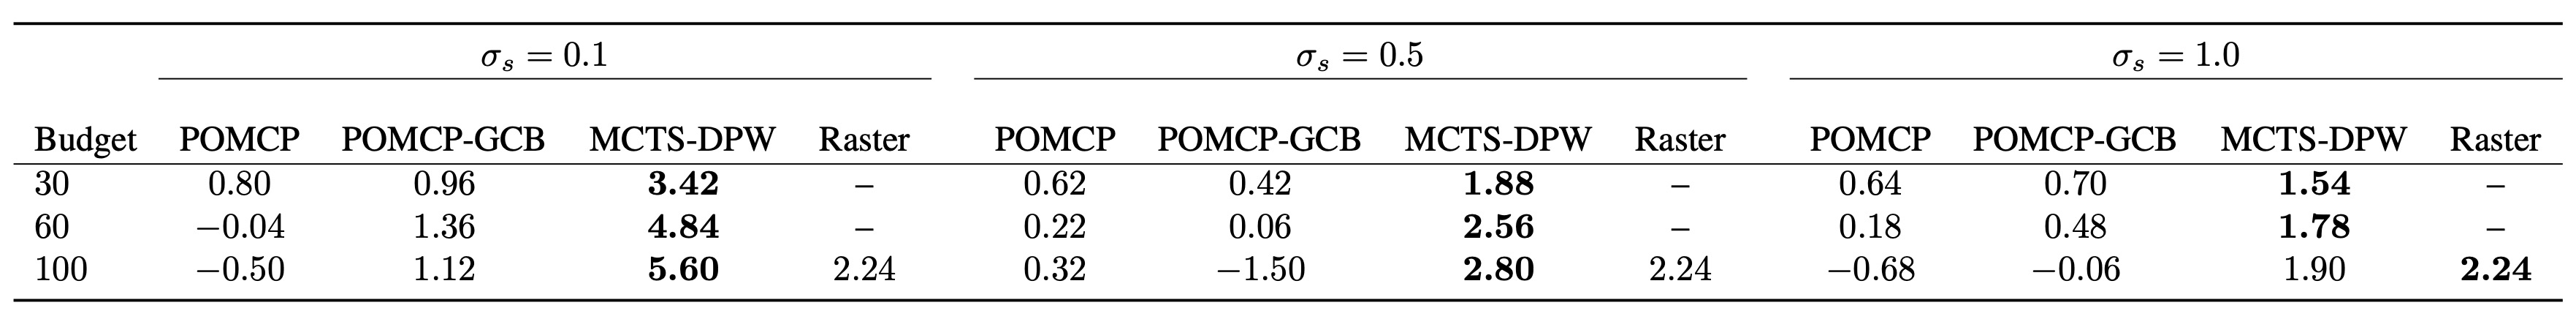 σs = 0.1 σs = 0.5 σs = 1.0
Budget POMCP POMCP-GCB MCTS-DPW Raster POMCP POMCP-GCB MCTS-DPW Raster POMCP POMCP-GCB MCTS-DPW Raster
30 0.80 0.96 3.42 – 0.62 0.42 1.88 – 0.64 0.70 1.54 –
60 −0.04 1.36 4.84 – 0.22 0.06 2.56 – 0.18 0.48 1.78 –
100 −0.50 1.12 5.60 2.24 0.32 −1.50 2.80 2.24 −0.68 −0.06 1.90 2.24